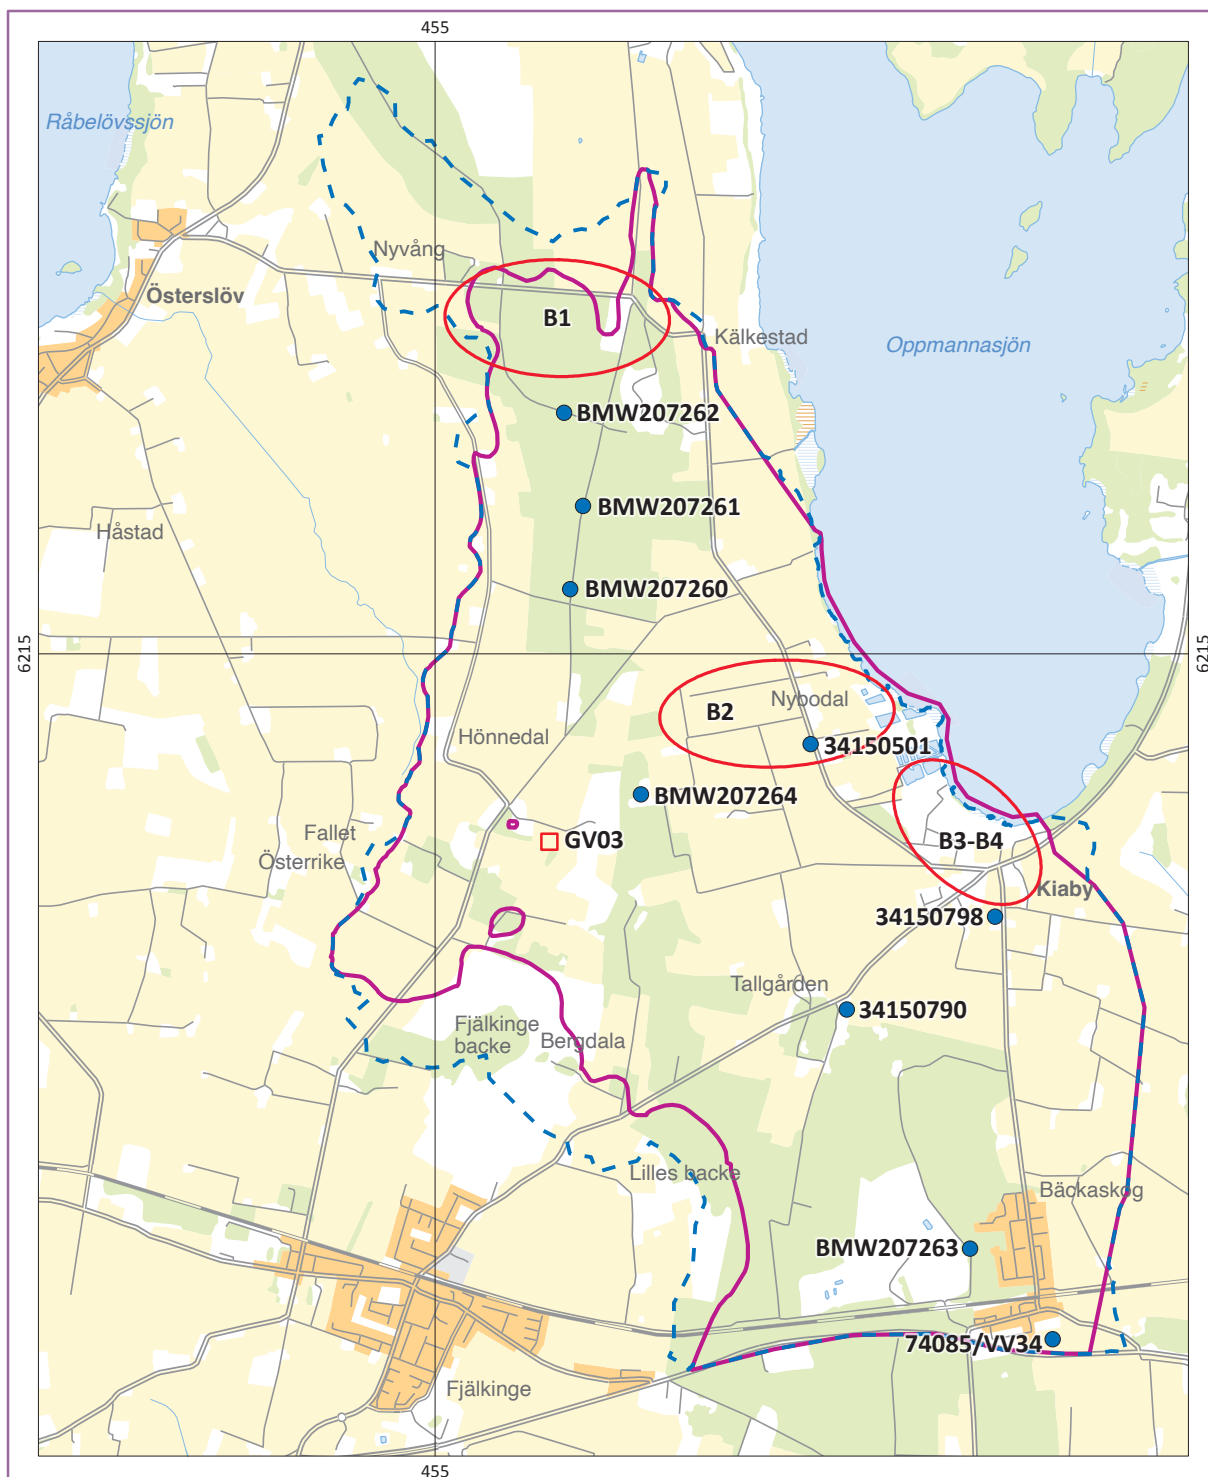 455
Råbelövssjön
Nyvång
Österslöv
B1
Kälkestad
Oppmannasjön
BMW207262
BMW207261
Håstad
BMW207260
6215
6215
Nybodal
B2
Hönnedal
34150501
BMW207264
Fallet
GV03
B3-B4
Österrike
Kiaby
34150798
Tallgården
34150790
Fjälkinge
backe
Bergdala
Lilles backe
Bäckaskog
BMW207263
74085/VV34
Fjälkinge
455